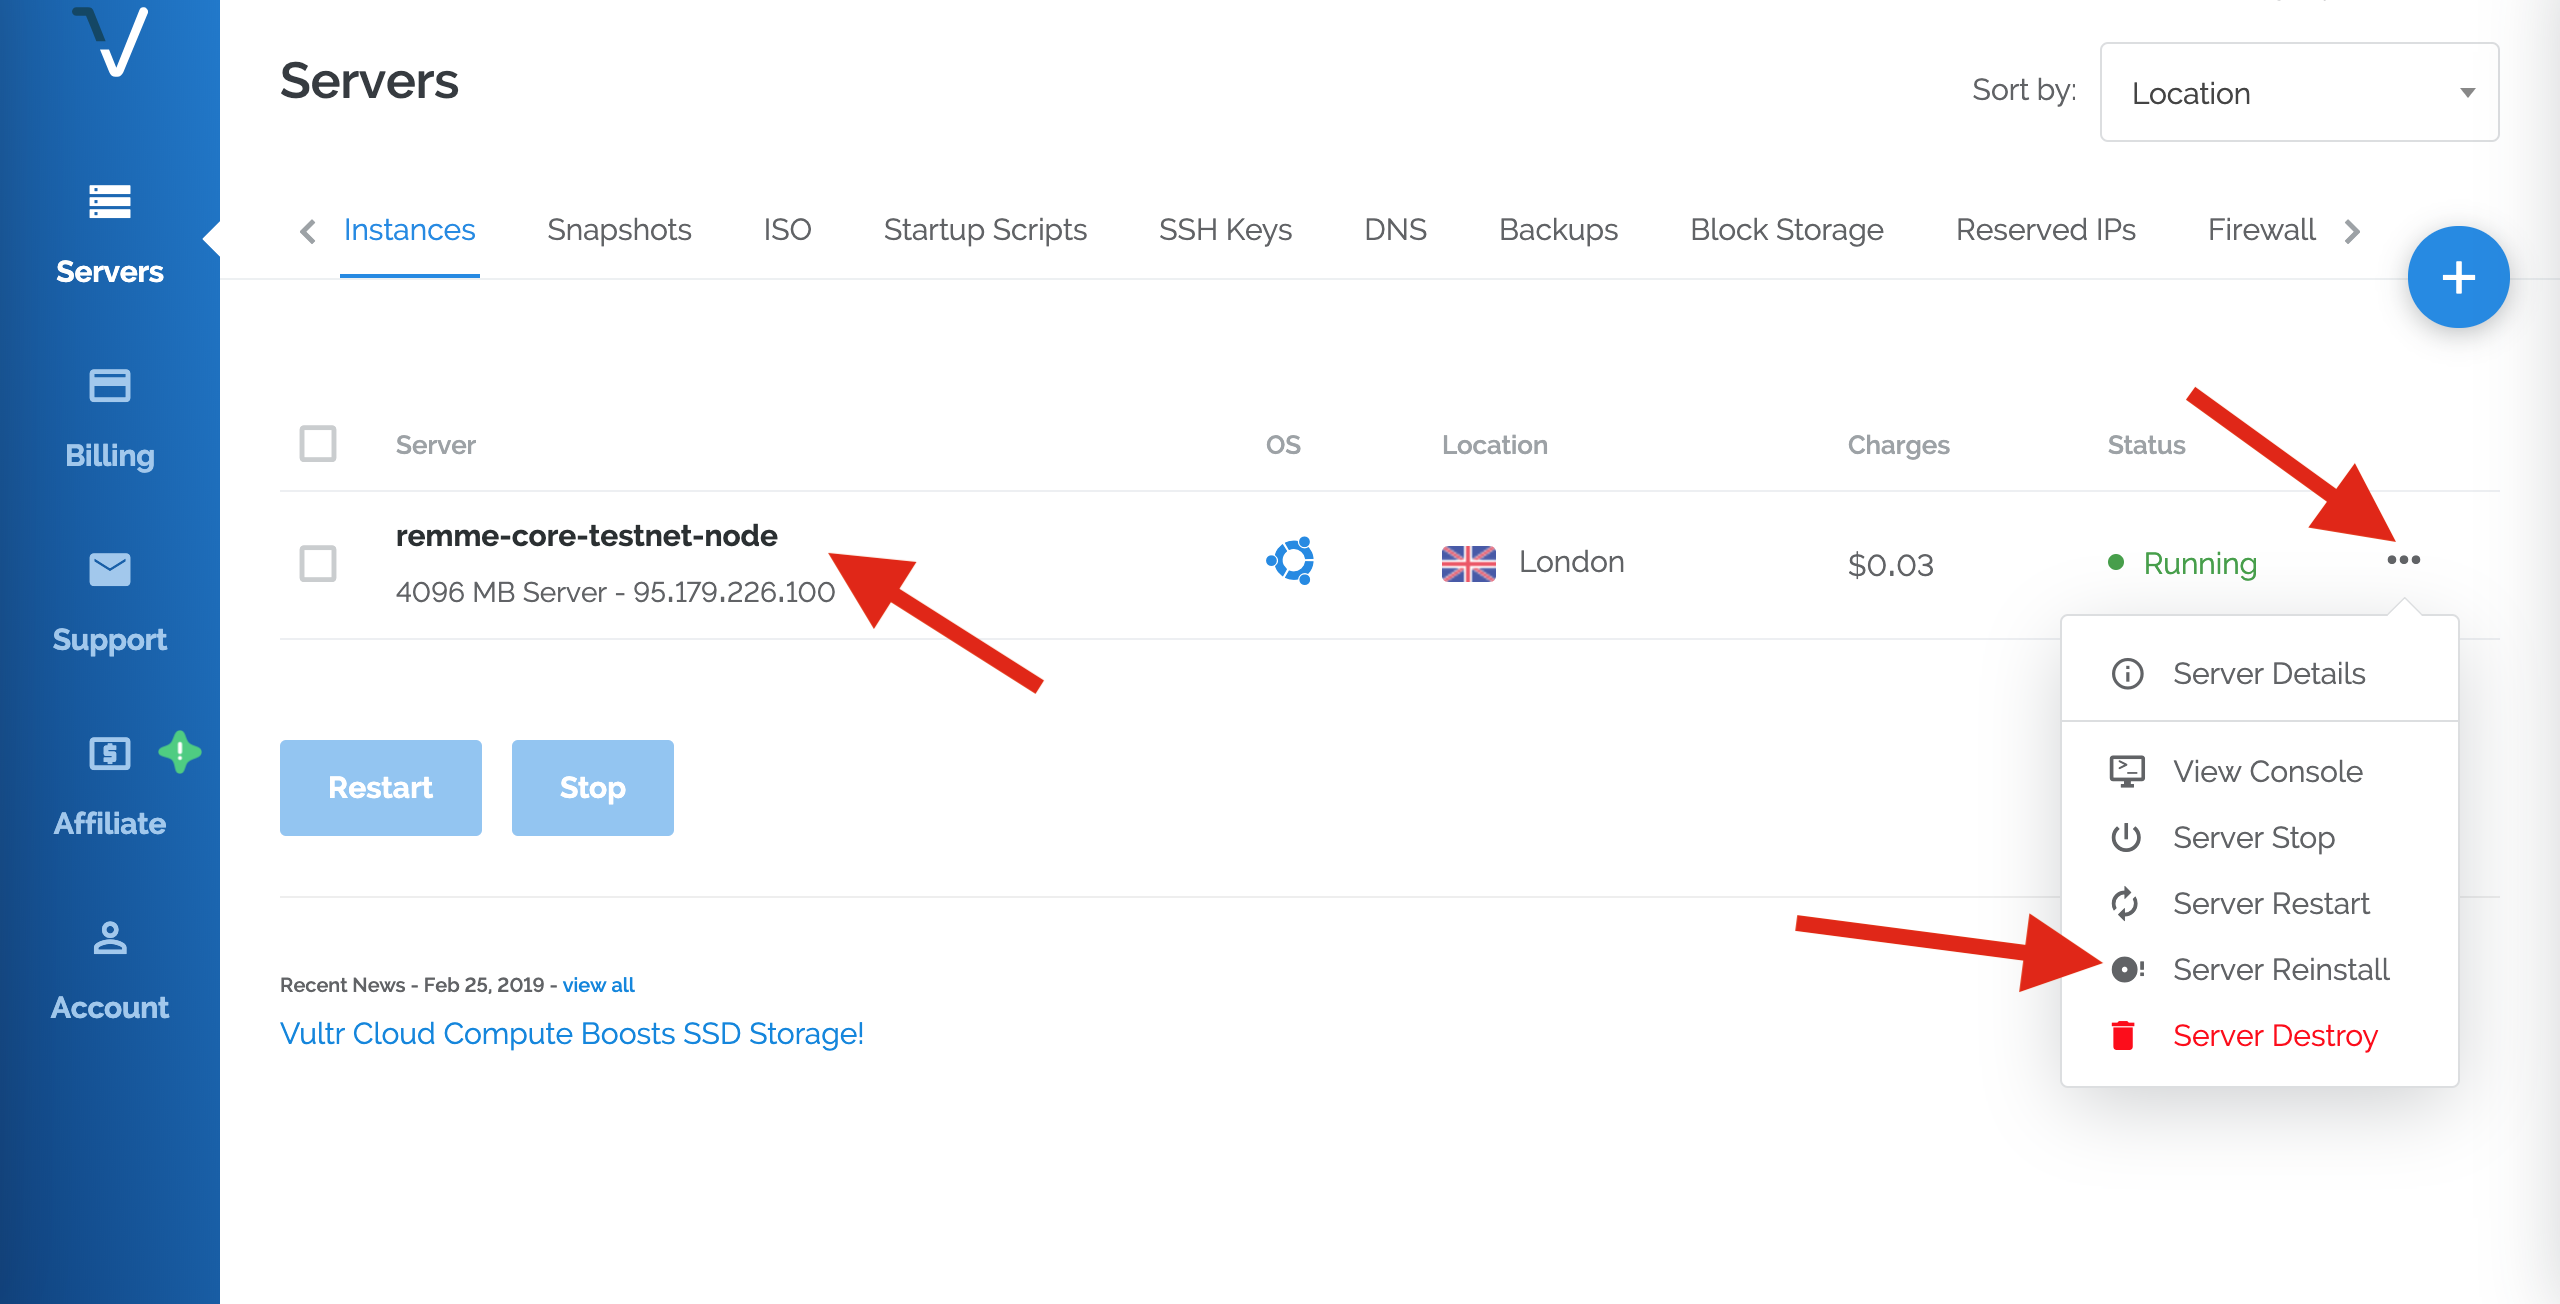 Servers
Sort by:
Location
Instances
Snapshots
ISO
Startup Scripts
SSH Keys
DNS
Backups
Block Storage
Reserved IPs
Firewall
Servers
Billing
Support
Affiliate
Account
Server
OS
Location
Charges
Status
remme-core-testnet-node
4096 MB Server - 95.179.226.100
London
$0.03
Running
Server Details
View Console
Server Stop
Server Restart
Server Reinstall
Server Destroy
Restart
Stop
Recent News - Feb 25, 2019 - view all
Vultr Cloud Compute Boosts SSD Storage!